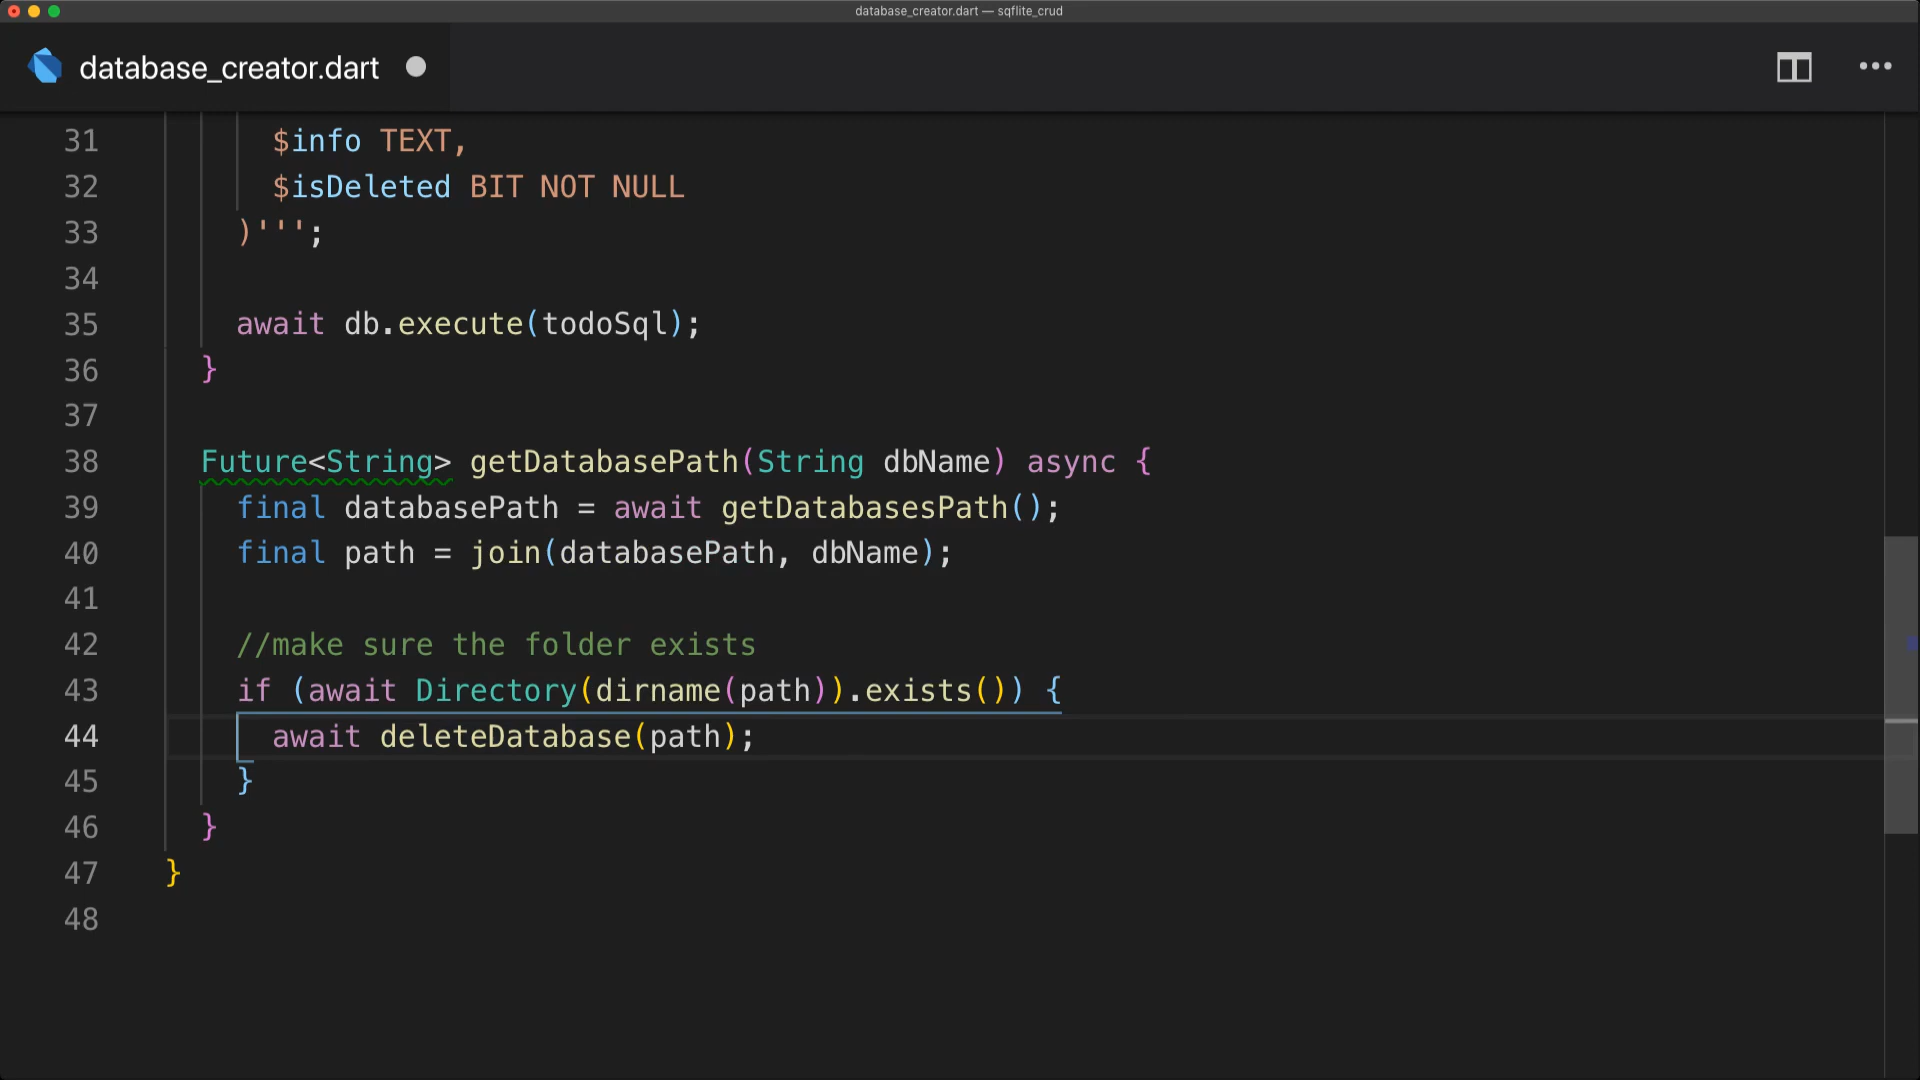 database_creator.dart — sqflite_crud
database_creator.dart
31 $info TEXT,
32 $isDeleted BIT NOT NULL
33 )''';
34
35 await db.execute(todoSql);
36 }
37
38 Future<String> getDatabasePath(String dbName) async {
39 final databasePath = await getDatabasesPath();
40 final path = join(databasePath, dbName);
41
42 //make sure the folder exists
43 if (await Directory(dirname(path)).exists()) {
44 await deleteDatabase(path);
45 }
46 }
47 }
48